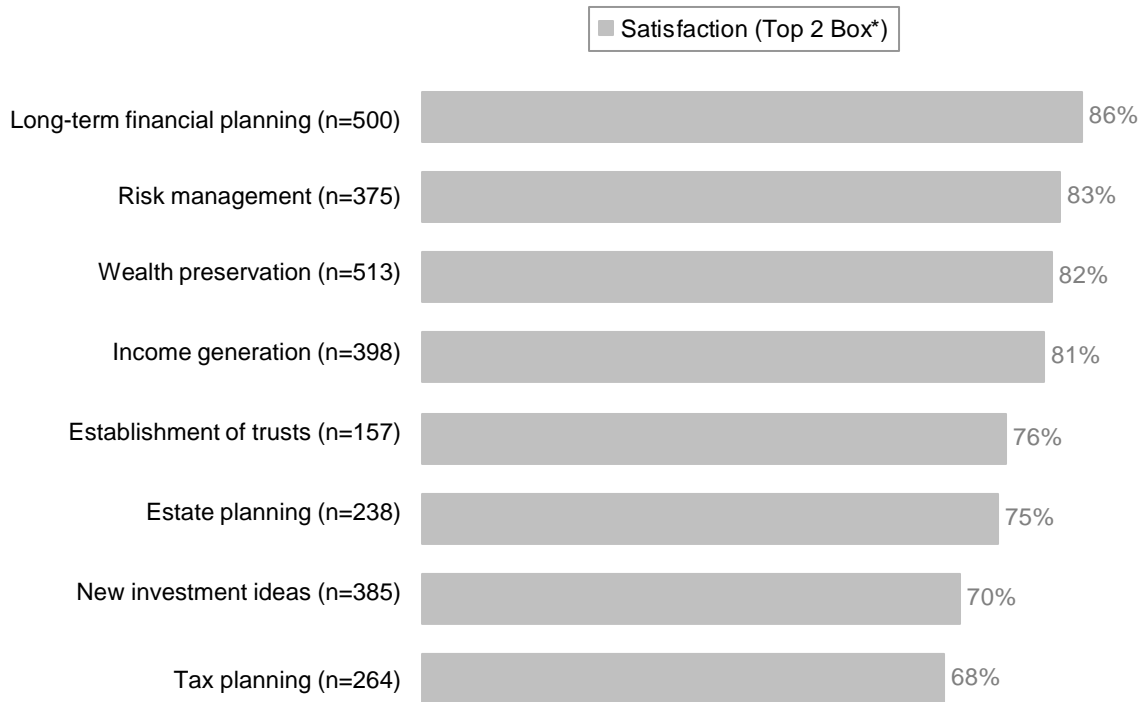 Satisfaction (Top 2 Box*)
Long-term financial planning (n=500) 86%
Risk management (n=375) 83%
Wealth preservation (n=513) 82%
Income generation (n=398) 81%
Establishment of trusts (n=157) 76%
Estate planning (n=238) 75%
New investment ideas (n=385) 70%
Tax planning (n=264) 68%